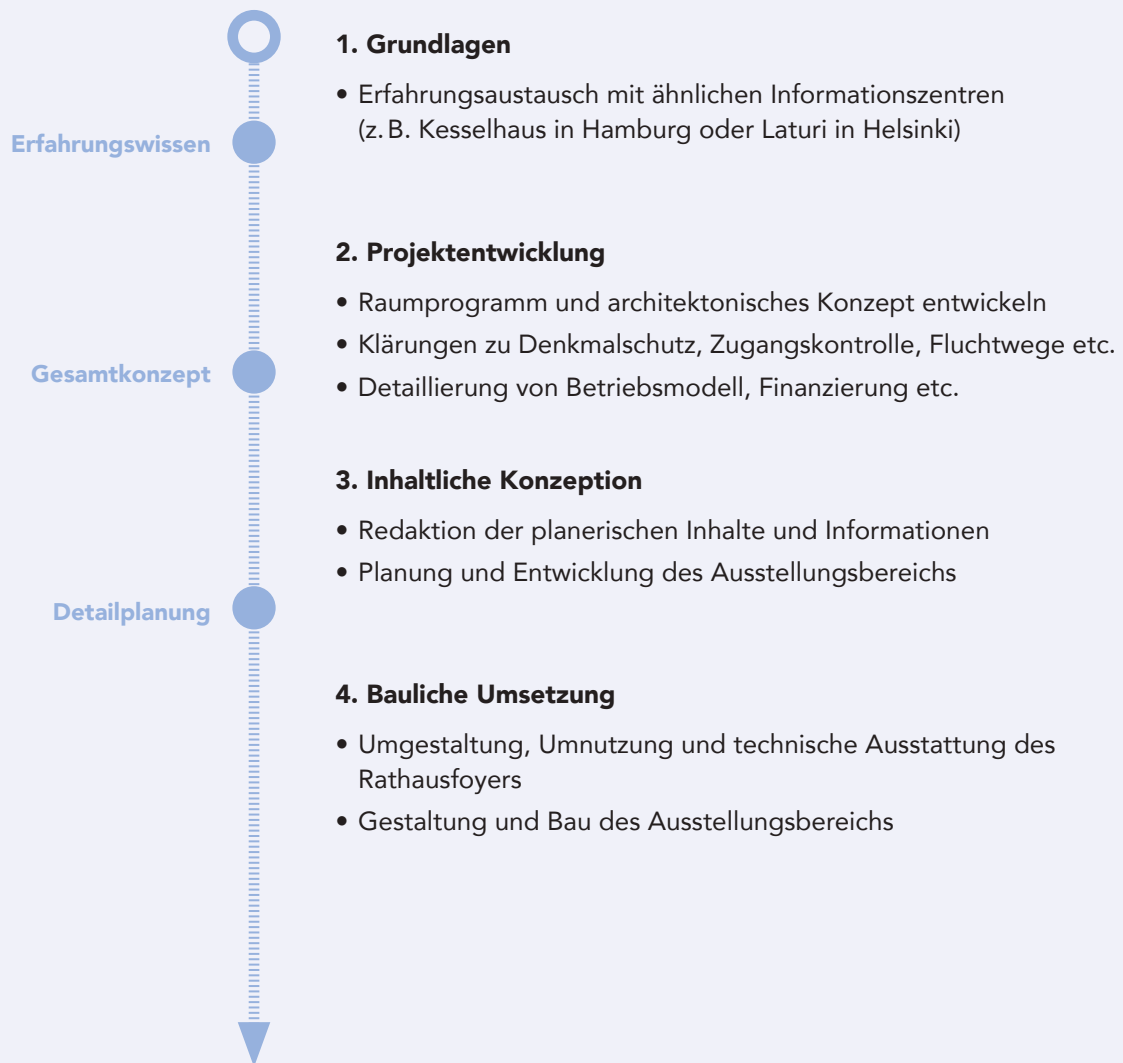 1. Grundlagen
• Erfahrungsaustausch mit ähnlichen Informationszentren
(z. B. Kesselhaus in Hamburg oder Laturi in Helsinki)
Erfahrungswissen
2. Projektentwicklung
• Raumprogramm und architektonisches Konzept entwickeln
• Klärungen zu Denkmalschutz, Zugangskontrolle, Fluchtwege etc.
Gesamtkonzept
• Detaillierung von Betriebsmodell, Finanzierung etc.
3. Inhaltliche Konzeption
• Redaktion der planerischen Inhalte und Informationen
• Planung und Entwicklung des Ausstellungsbereichs
Detailplanung
4. Bauliche Umsetzung
• Umgestaltung, Umnutzung und technische Ausstattung des
Rathausfoyers
• Gestaltung und Bau des Ausstellungsbereichs